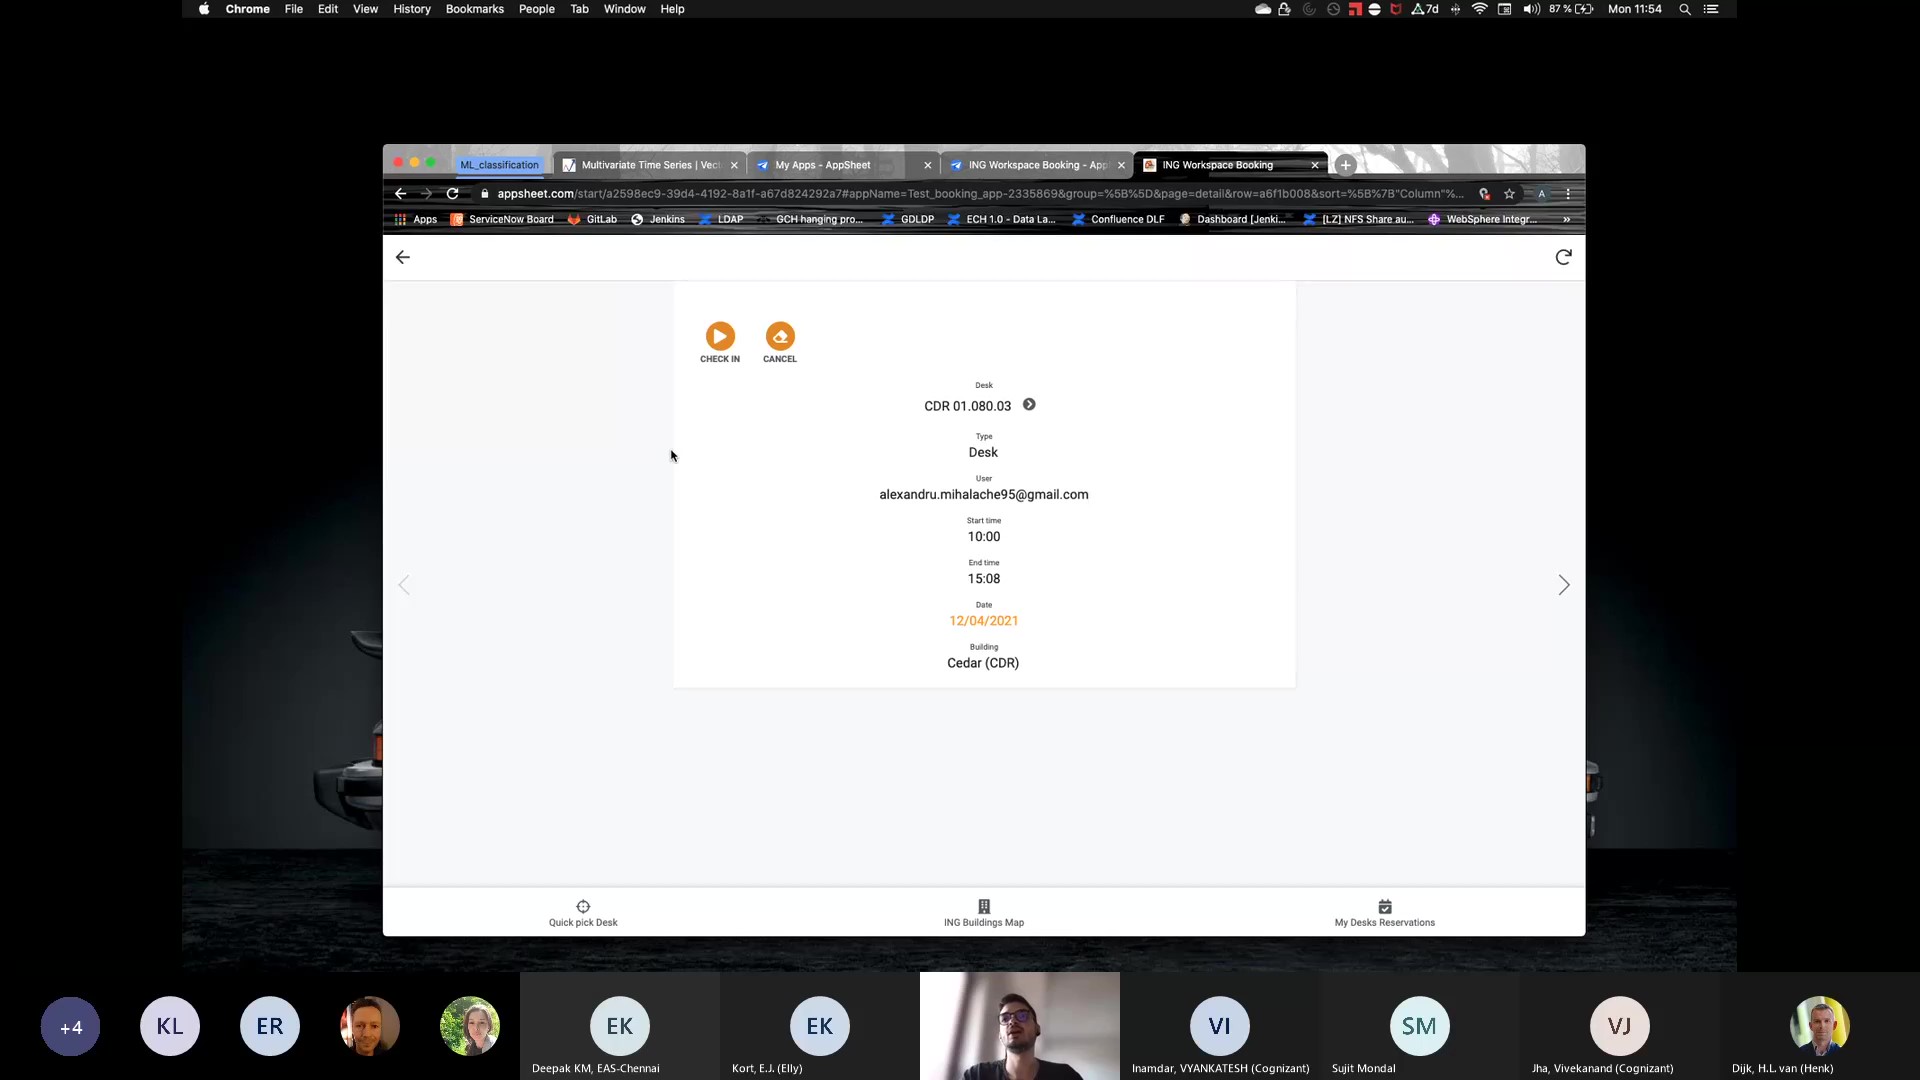 Chrome File Edit View History Bookmarks People Tab Window Help
7d 87 % Mon 11:54
ML_classification Multivariate Time Series | Vect My Apps - AppSheet ING Workspace Booking - App ING Workspace Booking
appsheet.com/start/a2598ec9-39d4-4192-8a1f-a67d824292a7#appName=Test_booking_app-2335869&group=%5B%5D&page=detail&row=a6f1b008&sort=%5B%7B"Column"%...
Apps ServiceNow Board GitLab Jenkins LDAP GCH hanging pro... GDLDP ECH 1.0 - Data La... Confluence DLF Dashboard [Jenki... [LZ] NFS Share au... WebSphere Integr... »
CHECK IN CANCEL
Desk
CDR 01.080.03
Type
Desk
User
alexandru.mihalache95@gmail.com
Start time
10:00
End time
15:08
Date
12/04/2021
Building
Cedar (CDR)
Quick pick Desk ING Buildings Map My Desks Reservations
+4 KL ER EK EK VI SM VJ
Deepak KM, EAS-Chennai Kort, E.J. (Elly) Inamdar, VYANKATESH (Cognizant) Sujit Mondal Jha, Vivekanand (Cognizant) Dijk, H.L. van (Henk)